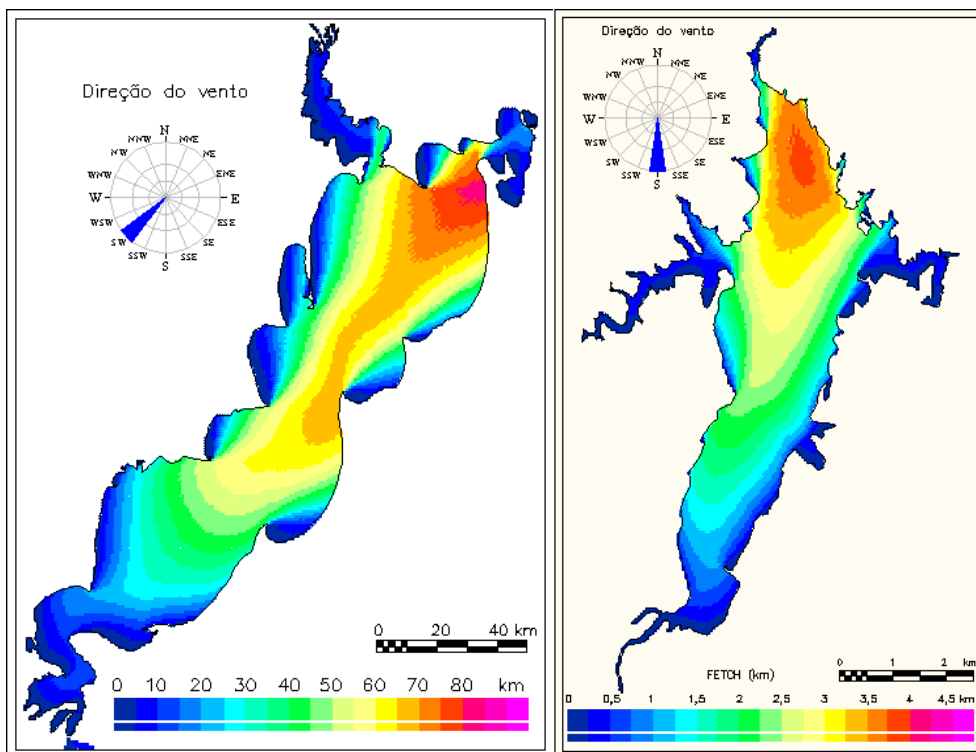 Direção do vento
N
NNW NNE
NW NE
WNW ENE
W E
WSW ESE
SW SE
SSW SSE
S
0 20 40 km
0 10 20 30 40 50 60 70 80 km
Direção do vento
N
NNW NNE
NW NE
WNW ENE
W E
WSW ESE
SW SE
SSW SSE
S
0 1 2 km
FETCH (km)
0 0,5 1 1,5 2 2,5 3 3,5 4 4,5 km